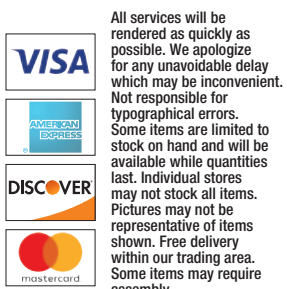 VISA
AMERICAN
EXPRESS
DISCOVER
mastercard
All services will be
rendered as quickly as
possible. We apologize
for any unavoidable delay
which may be inconvenient.
Not responsible for
typographical errors.
Some items are limited to
stock on hand and will be
available while quantities
last. Individual stores
may not stock all items.
Pictures may not be
representative of items
shown. Free delivery
within our trading area.
Some items may require
assembly